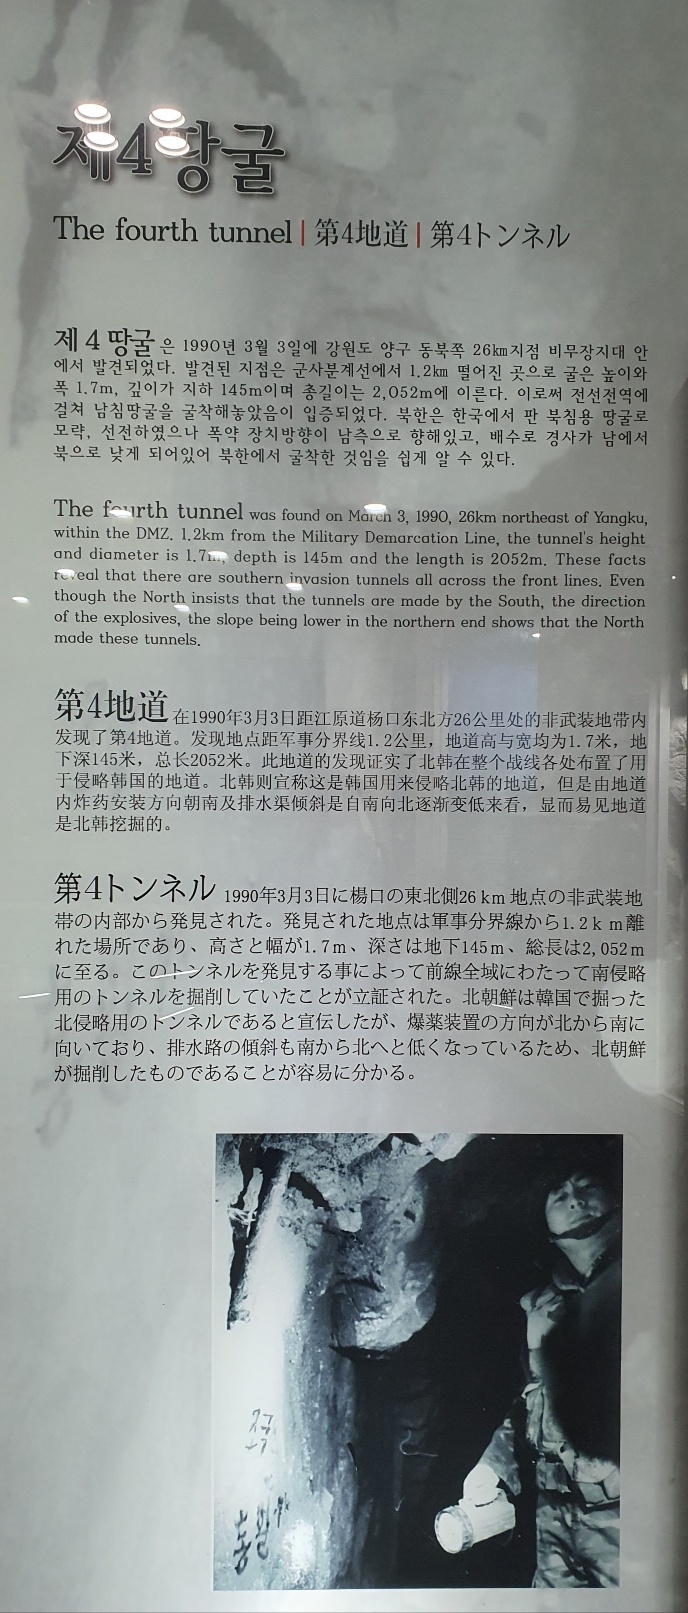 제4땅굴
The fourth tunnel | 第4地道 | 第4トンネル
제 4 땅굴 은 1990년 3월 3일에 강원도 양구 동북쪽 26㎞지점 비무장지대 안
에서 발견되었다. 발견된 지점은 군사분계선에서 1.2㎞ 떨어진 곳으로 굴은 높이와
폭 1.7m, 깊이가 지하 145m이며 총길이는 2,052m에 이른다. 이로써 전선전역에
걸쳐 남침땅굴을 굴착해놓았음이 입증되었다. 북한은 한국에서 판 북침용 땅굴로
모략, 선전하였으나 폭약 장치방향이 남측으로 향해있고, 배수로 경사가 남에서
북으로 낮게 되어있어 북한에서 굴착한 것임을 쉽게 알 수 있다.
The fourth tunnel was found on March 3, 1990, 26km northeast of Yangku,
within the DMZ. 1.2km from the Military Demarcation Line, the tunnel's height
and diameter is 1.7m, depth is 145m and the length is 2052m. These facts
reveal that there are southern invasion tunnels all across the front lines. Even
though the North insists that the tunnels are made by the South, the direction
of the explosives, the slope being lower in the northern end shows that the North
made these tunnels.
第4地道 在1990年3月3日距江原道杨口东北方26公里处的非武装地带内
发现了第4地道。发现地点距军事分界线1.2公里，地道高与宽均为1.7米，地
下深145米，总长2052米。此地道的发现证实了北韩在整个战线各处布置了用
于侵略韩国的地道。北韩则宣称这是韩国用来侵略北韩的地道，但是由地道
内炸药安装方向朝南及排水渠倾斜是自南向北逐渐变低来看，显而易见地道
是北韩挖掘的。
第4トンネル 1990年3月3日に楊口の東北側26km 地点の非武装地
帯の内部から発見された。発見された地点は軍事分界線から1.2km離
れた場所であり、高さと幅が1.7m、深さは地下145m、総長は2,052m
に至る。このトンネルを発見する事によって前線全域にわたって南侵略
用のトンネルを掘削していたことが立証された。北朝鮮は韓国で掘った
北侵略用のトンネルであると宣伝したが、爆薬装置の方向が北から南に
向いており、排水路の傾斜も南から北へと低くなっているため、北朝鮮
が掘削したものであることが容易に分かる。